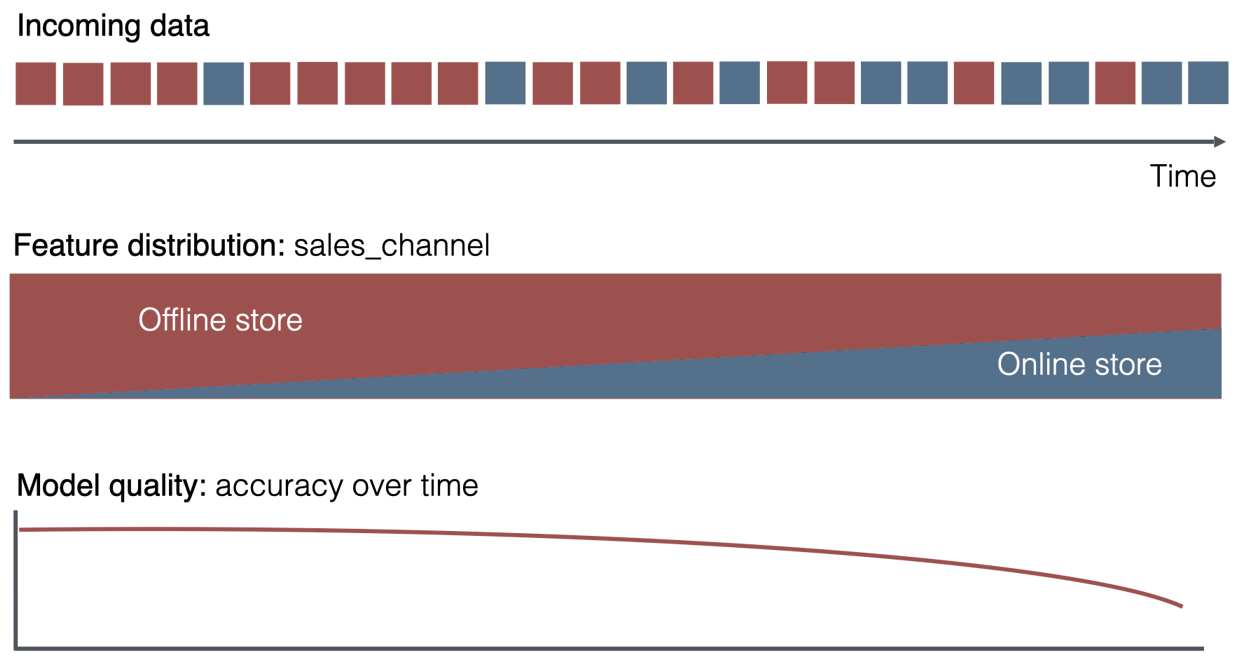 Incoming data
Time
Feature distribution: sales_channel
Offline store
Online store
Model quality: accuracy over time